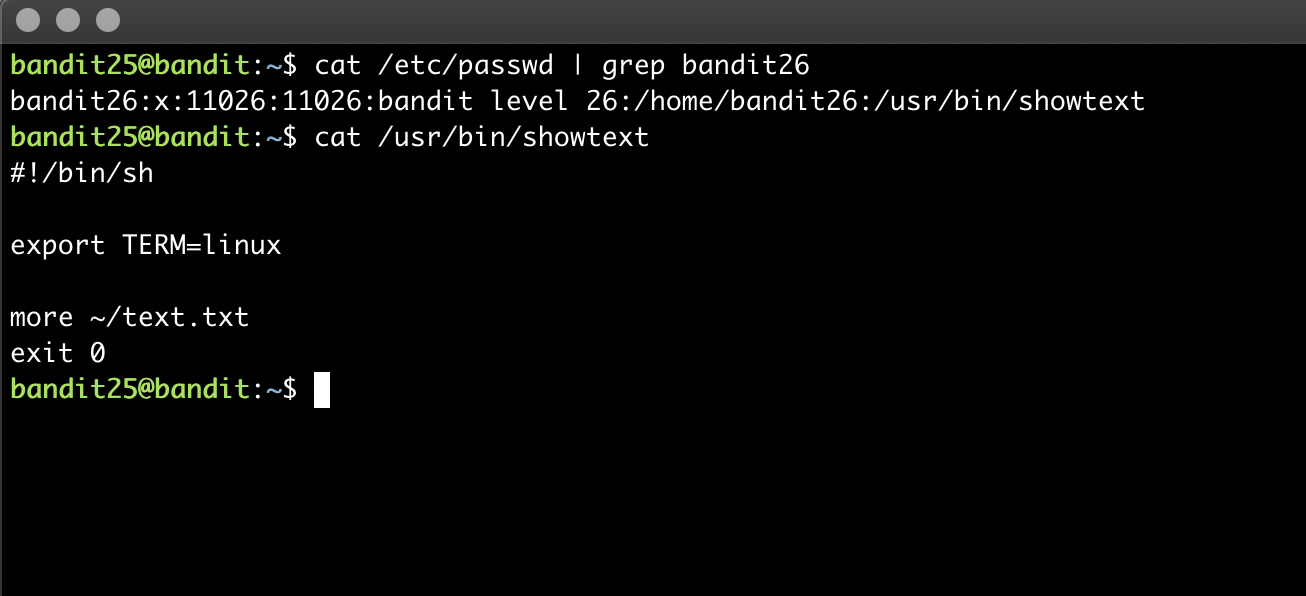 bandit25@bandit:~$ cat /etc/passwd | grep bandit26
bandit26:x:11026:11026:bandit level 26:/home/bandit26:/usr/bin/showtext
bandit25@bandit:~$ cat /usr/bin/showtext
#!/bin/sh
export TERM=linux
more ~/text.txt
exit 0
bandit25@bandit:~$